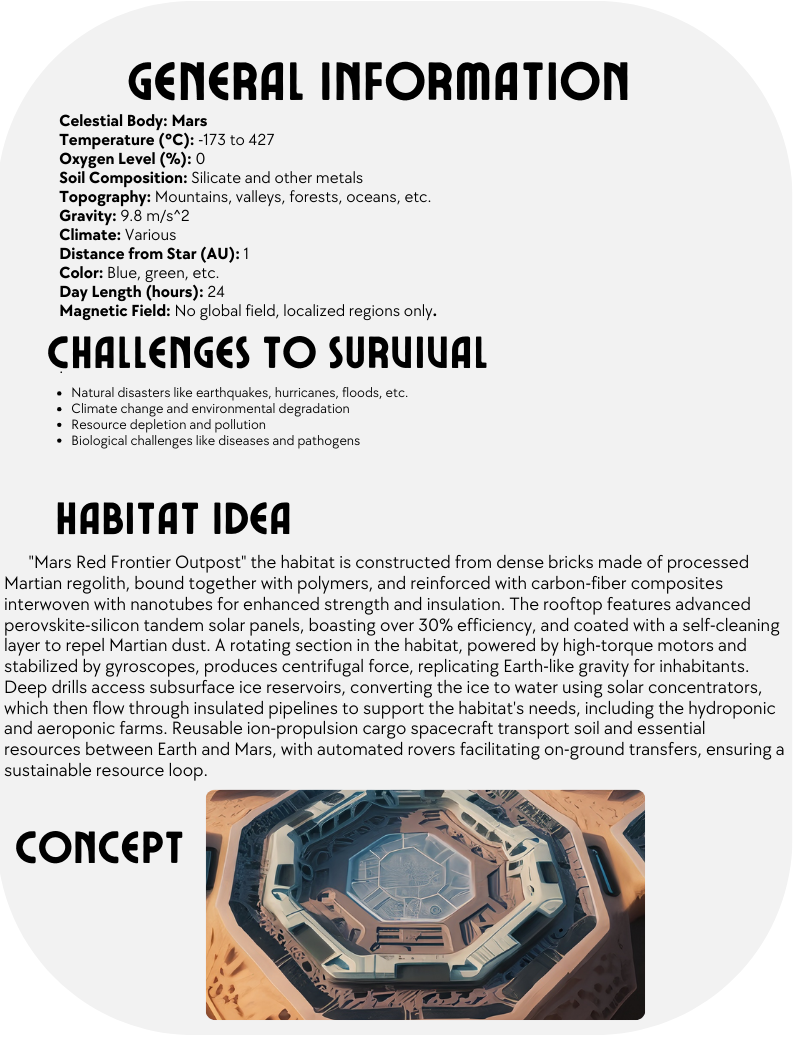 GENERAL INFORMATION
Celestial Body: Mars
Temperature (°C): -173 to 427
Oxygen Level (%): 0
Soil Composition: Silicate and other metals
Topography: Mountains, valleys, forests, oceans, etc.
Gravity: 9.8 m/s^2
Climate: Various
Distance from Star (AU): 1
Color: Blue, green, etc.
Day Length (hours): 24
Magnetic Field: No global field, localized regions only.
CHALLENGES TO SURVIVAL
• Natural disasters like earthquakes, hurricanes, floods, etc.
• Climate change and environmental degradation
• Resource depletion and pollution
• Biological challenges like diseases and pathogens
HABITAT IDEA
"Mars Red Frontier Outpost" the habitat is constructed from dense bricks made of processed
Martian regolith, bound together with polymers, and reinforced with carbon-fiber composites
interwoven with nanotubes for enhanced strength and insulation. The rooftop features advanced
perovskite-silicon tandem solar panels, boasting over 30% efficiency, and coated with a self-cleaning
layer to repel Martian dust. A rotating section in the habitat, powered by high-torque motors and
stabilized by gyroscopes, produces centrifugal force, replicating Earth-like gravity for inhabitants.
Deep drills access subsurface ice reservoirs, converting the ice to water using solar concentrators,
which then flow through insulated pipelines to support the habitat's needs, including the hydroponic
and aeroponic farms. Reusable ion-propulsion cargo spacecraft transport soil and essential
resources between Earth and Mars, with automated rovers facilitating on-ground transfers, ensuring a
sustainable resource loop.
CONCEPT